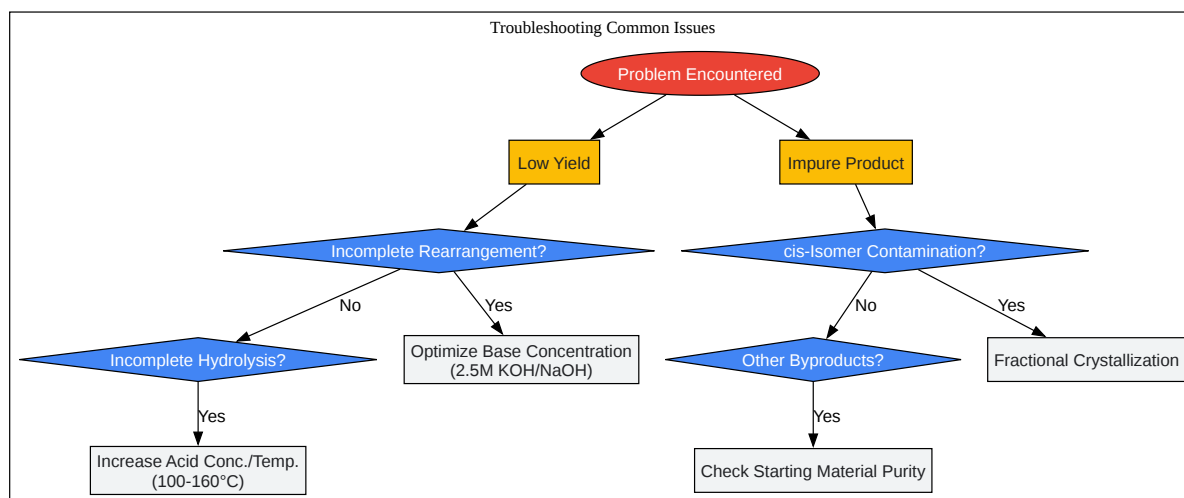 Troubleshooting Common Issues
Problem Encountered
Low Yield
Impure Product
Incomplete Rearrangement?
cis-Isomer Contamination?
No
Yes
No
Yes
Incomplete Hydrolysis?
Optimize Base Concentration
(2.5M KOH/NaOH)
Other Byproducts?
Fractional Crystallization
Yes
Yes
Increase Acid Conc./Temp.
(100-160°C)
Check Starting Material Purity